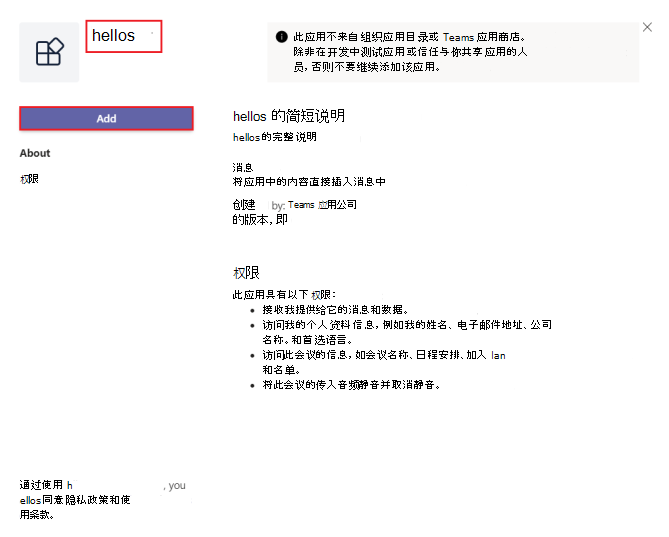 hellos
此应用不来自组织应用目录或 Teams 应用商店。
除非在开发中测试应用或信任与你共享应用的人
员,否则不要继续添加该应用。
Add
About
权限
hellos 的简短说明
hellos的完整说明
消息
将应用中的内容直接插入消息中
创建 by: Teams 应用公司
的版本, 即
权限
此应用具有以下权限:
• 接收我提供给它的消息和数据。
• 访问我的个人资料信息,例如我的姓名、电子邮件地址、公司
名称。和首选语言。
• 访问此会议的信息,如会议名称、日程安排、加入 lan
和名单。
• 将此会议的传入音频静音并取消静音。
通过使用 h , you
ellos同意隐私政策和使
用条款。